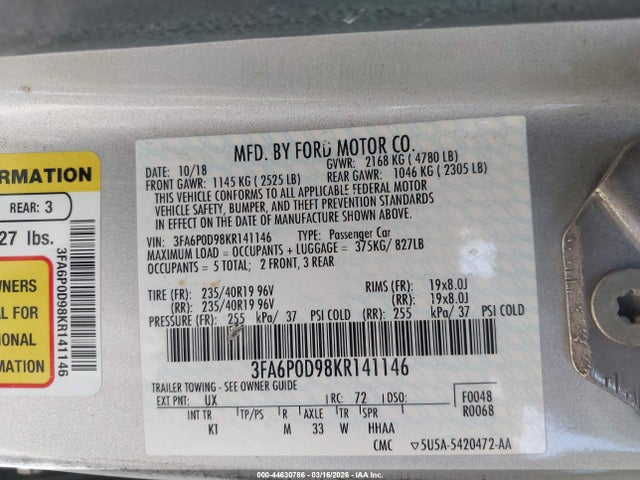 ORMATION
REAR: 3
27 lbs.
3FA6P0D98KR141146
OWNERS
AL FOR
IONAL
MATION
MFD. BY FORD MOTOR CO.
DATE: 10/18 GVWR: 2168 KG (4780 LB)
FRONT GAWR: 1145 KG (2525 LB) REAR GAWR: 1046 KG (2305 LB)
THIS VEHICLE CONFORMS TO ALL APPLICABLE FEDERAL MOTOR
VEHICLE SAFETY, BUMPER, AND THEFT PREVENTION STANDARDS
IN EFFECT ON THE DATE OF MANUFACTURE SHOWN ABOVE.
VIN: 3FA6P0D98KR141146 TYPE: Passenger Car
MAXIMUM LOAD = OCCUPANTS + LUGGAGE = 375KG/ 827LB
OCCUPANTS = 5 TOTAL; 2 FRONT, 3 REAR
TIRE (FR): 235/40R19 96V RIMS (FR): 19x8.0J
(RR): 235/40R19 96V (RR): 19x8.0J
PRESSURE (FR): 255 kPa/ 37 PSI COLD (RR): 255 kPa/ 37 PSI COLD
3FA6P0D98KR141146
TRAILER TOWING - SEE OWNER GUIDE
EXT PNT: UX RC: 72 DSO: F0048
R0068
INT TR TP/PS R AXLE TR SPR
KT M 33 W HHAA
CMC ▽5U5A-5420472-AA
000-44630786 - 03/16/2026 - IAAI.COM